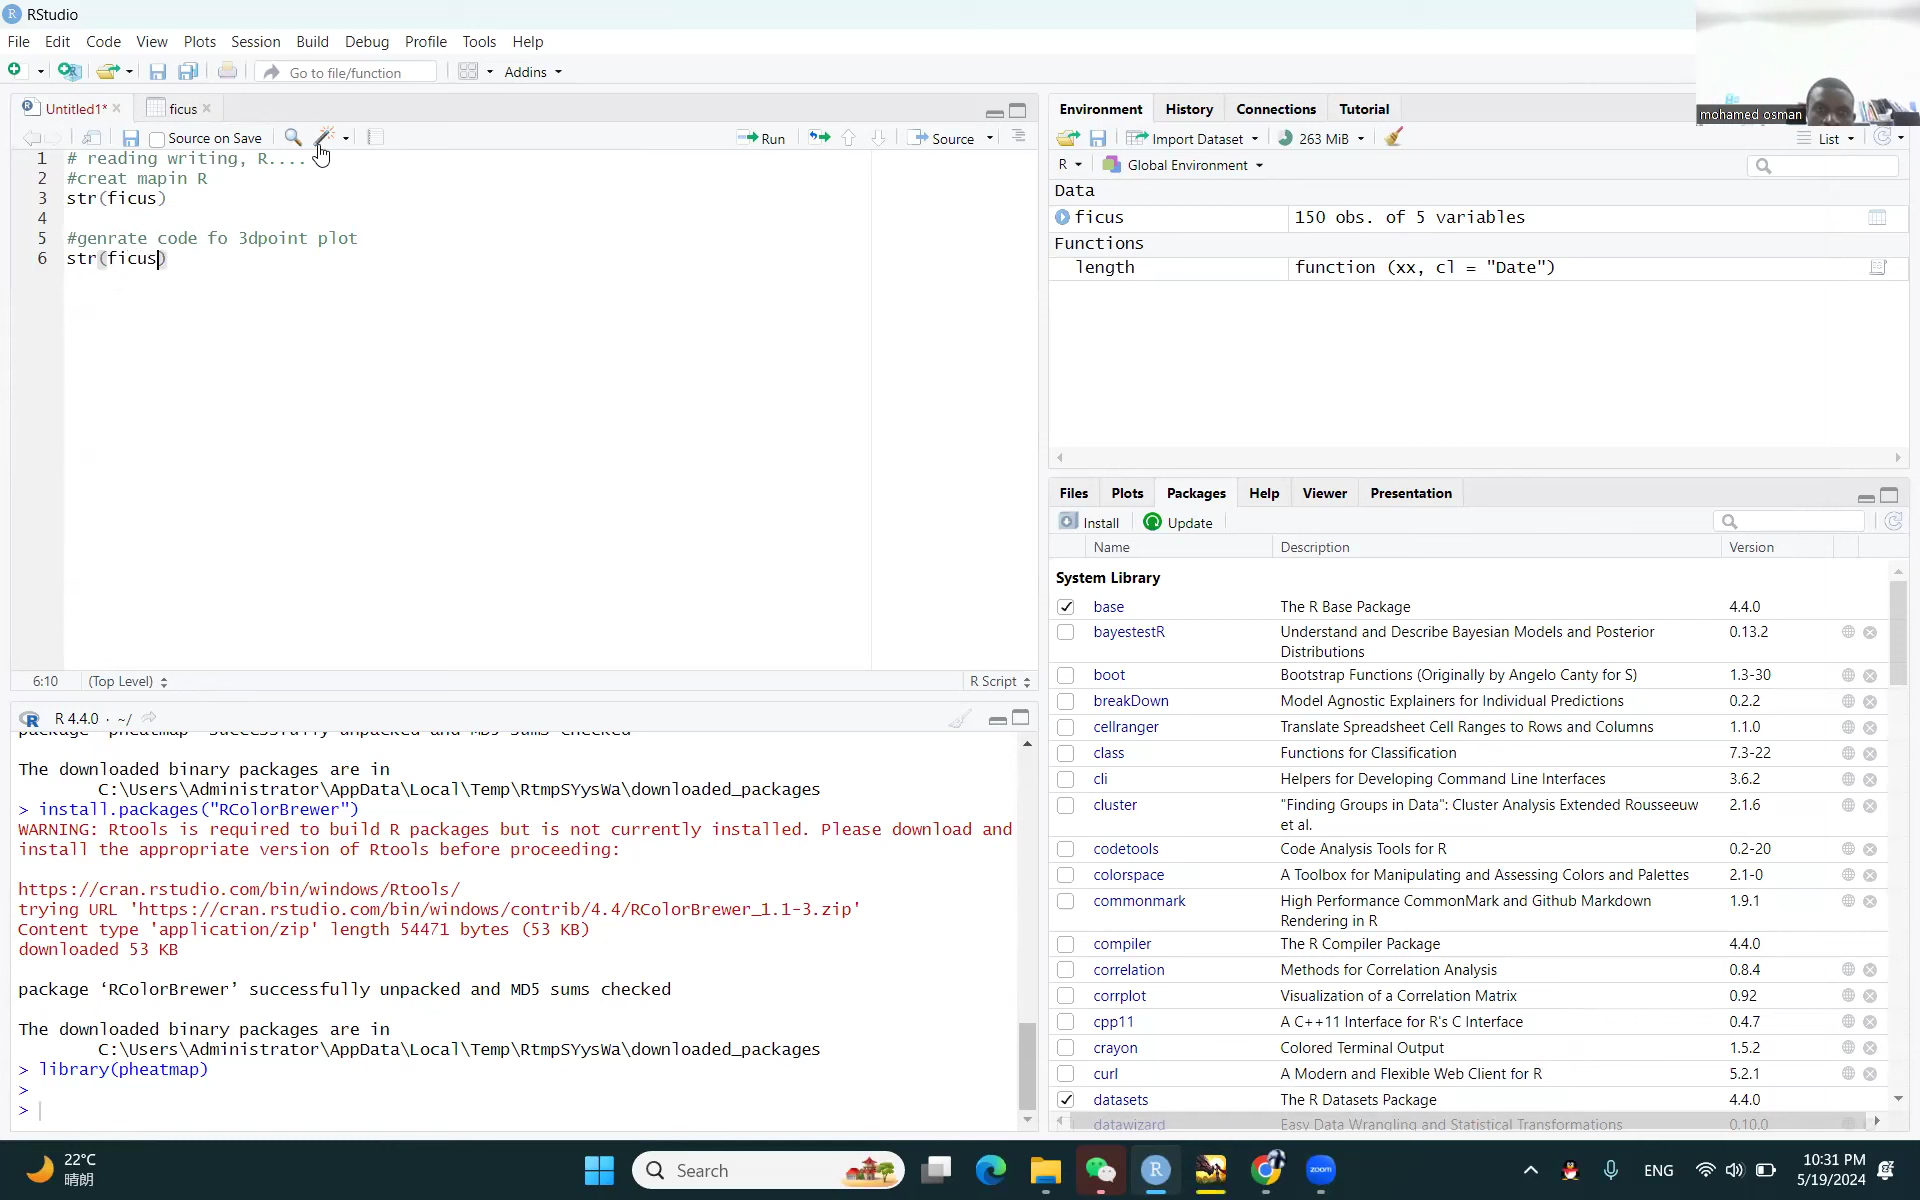 RStudio
File Edit Code View Plots Session Build Debug Profile Tools Help
Go to file/function Addins
Untitled1* ficus
Source on Save Run Source
1 # reading writing, R....
2 #creat mapin R
3 str(ficus)
4
5 #genrate code fo 3dpoint plot
6 str(ficus)
6:10 (Top Level) R Script
R 4.4.0 · ~/
package ‘pheatmap’ successfully unpacked and MD5 sums checked
The downloaded binary packages are in
C:\Users\Administrator\AppData\Local\Temp\RtmpSYysWa\downloaded_packages
> install.packages("RColorBrewer")
WARNING: Rtools is required to build R packages but is not currently installed. Please download and
install the appropriate version of Rtools before proceeding:
https://cran.rstudio.com/bin/windows/Rtools/
trying URL 'https://cran.rstudio.com/bin/windows/contrib/4.4/RColorBrewer_1.1-3.zip'
Content type 'application/zip' length 54471 bytes (53 KB)
downloaded 53 KB
package ‘RColorBrewer’ successfully unpacked and MD5 sums checked
The downloaded binary packages are in
C:\Users\Administrator\AppData\Local\Temp\RtmpSYysWa\downloaded_packages
> library(pheatmap)
>
>
Environment History Connections Tutorial
mohamed osman
Import Dataset 263 MiB List
R Global Environment
Data
ficus 150 obs. of 5 variables
Functions
length function (xx, cl = "Date")
Files Plots Packages Help Viewer Presentation
Install Update
Name Description Version
System Library
base The R Base Package 4.4.0
bayestestR Understand and Describe Bayesian Models and Posterior 0.13.2
Distributions
boot Bootstrap Functions (Originally by Angelo Canty for S) 1.3-30
breakDown Model Agnostic Explainers for Individual Predictions 0.2.2
cellranger Translate Spreadsheet Cell Ranges to Rows and Columns 1.1.0
class Functions for Classification 7.3-22
cli Helpers for Developing Command Line Interfaces 3.6.2
cluster "Finding Groups in Data": Cluster Analysis Extended Rousseeuw 2.1.6
et al.
codetools Code Analysis Tools for R 0.2-20
colorspace A Toolbox for Manipulating and Assessing Colors and Palettes 2.1-0
commonmark High Performance CommonMark and Github Markdown 1.9.1
Rendering in R
compiler The R Compiler Package 4.4.0
correlation Methods for Correlation Analysis 0.8.4
corrplot Visualization of a Correlation Matrix 0.92
cpp11 A C++11 Interface for R's C Interface 0.4.7
crayon Colored Terminal Output 1.5.2
curl A Modern and Flexible Web Client for R 5.2.1
datasets The R Datasets Package 4.4.0
datawizard Easy Data Wrangling and Statistical Transformations 0.10.0
22°C
晴朗
Search
zoom
ENG
10:31 PM
5/19/2024